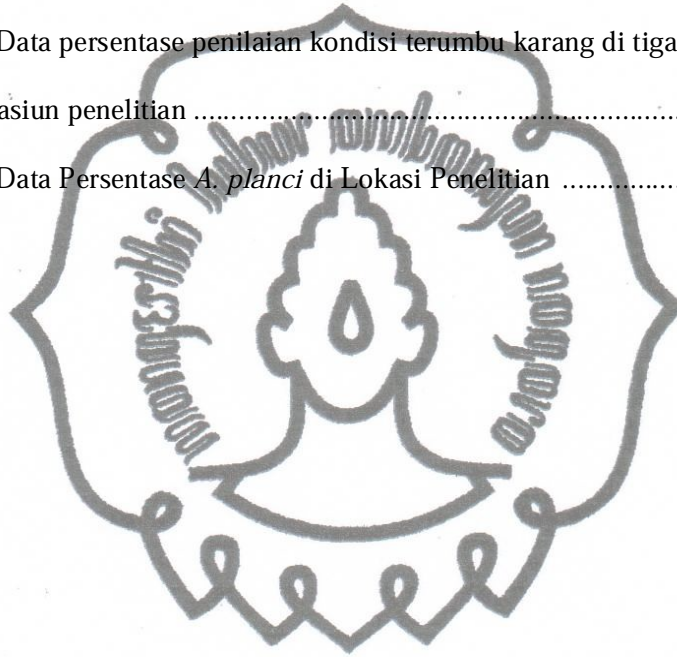 Data persentase penilaian kondisi terumbu karang di tiga
asiun penelitian .....................................................................
Data Persentase A. planci di Lokasi Penelitian .................